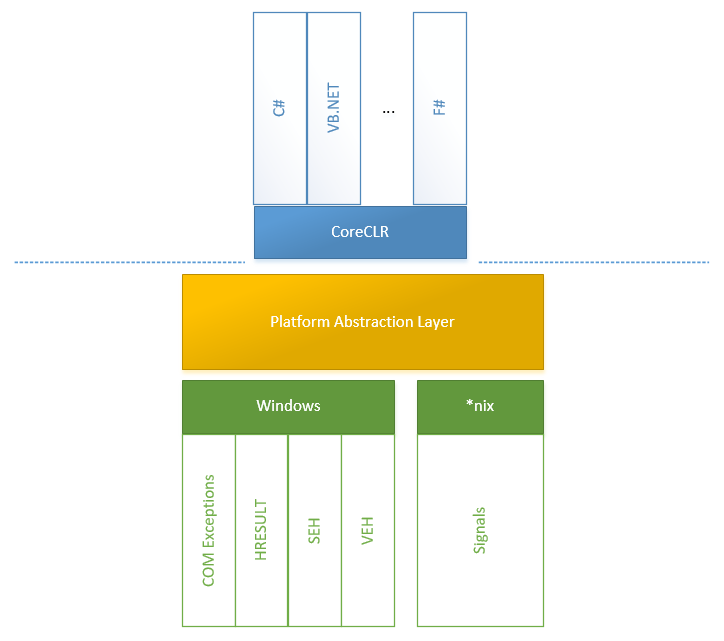 C#
VB.NET
...
F#
CoreCLR
Platform Abstraction Layer
Windows
*nix
COM Exceptions
HRESULT
SEH
VEH
Signals